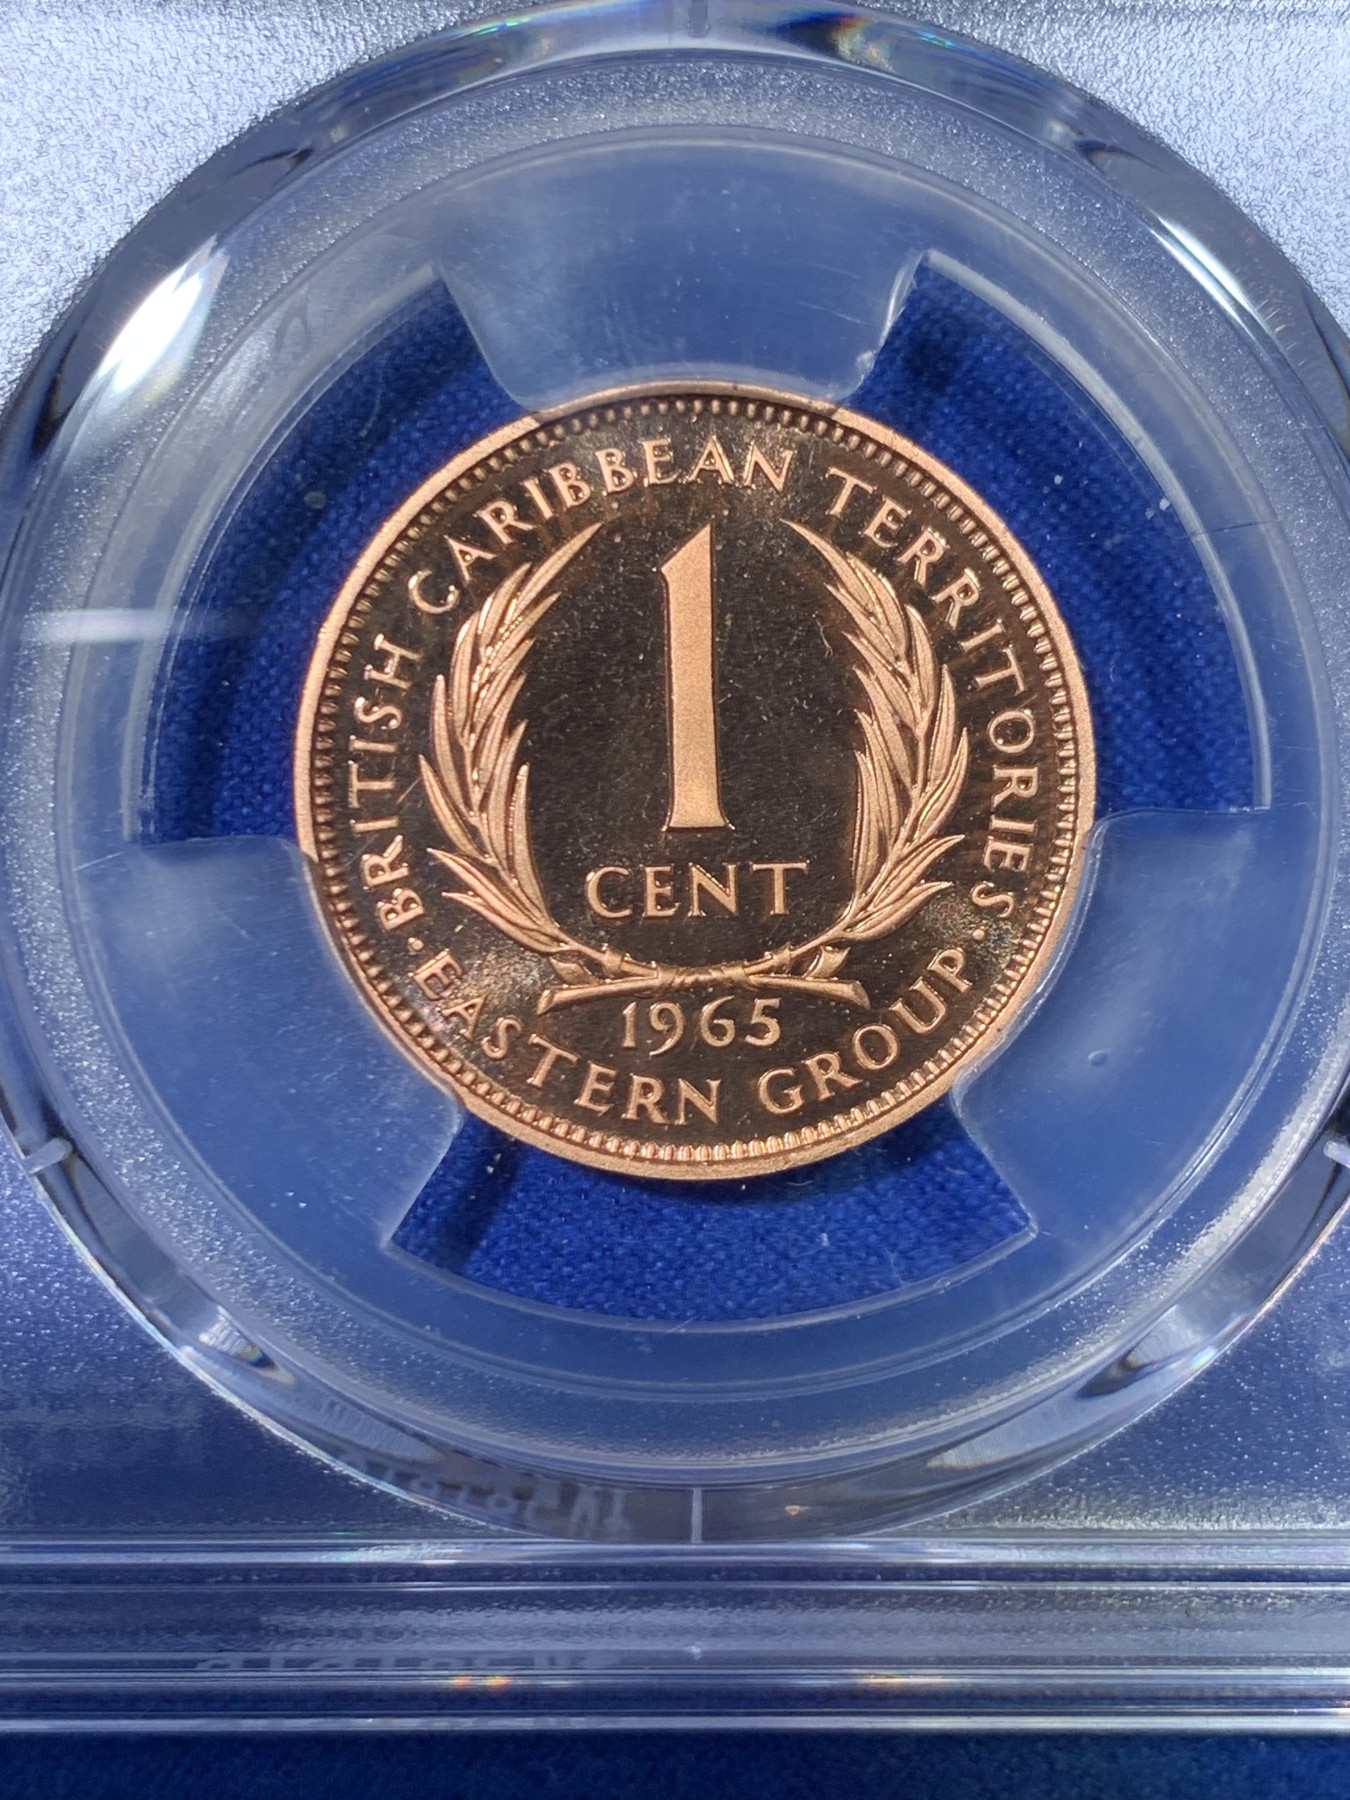 BRITISH CARIBBEAN TERRITORIES
1
CENT
1965
EASTERN GROUP